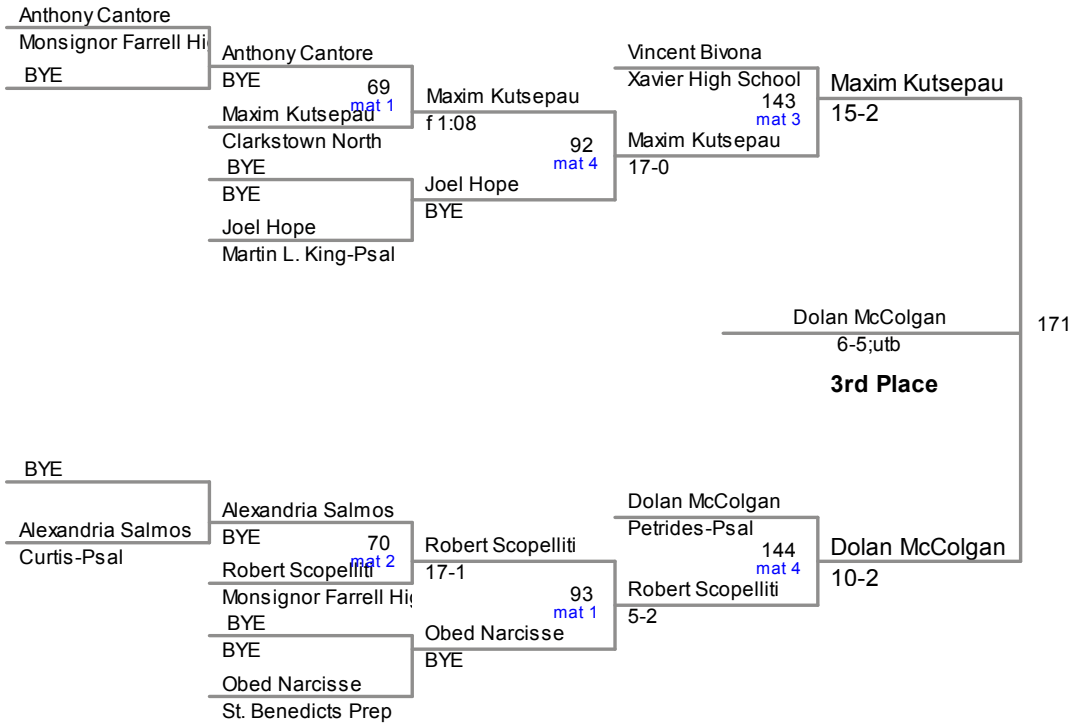 Anthony Cantore
Monsignor Farrell Hi
BYE
Anthony Cantore
BYE
69
mat 1
Maxim Kutsepau
Clarkstown North
BYE
BYE
Joel Hope
Martin L. King-Psal
Maxim Kutsepau
f 1:08
92
mat 4
Joel Hope
BYE
Vincent Bivona
Xavier High School
143
mat 3
Maxim Kutsepau
17-0
Maxim Kutsepau
15-2
Dolan McColgan
6-5;utb
3rd Place
171
BYE
Alexandria Salmos
Curtis-Psal
Alexandria Salmos
BYE
70
mat 2
Robert Scopelliti
Monsignor Farrell Hig
BYE
BYE
Obed Narcisse
St. Benedicts Prep
Robert Scopelliti
17-1
93
mat 1
Obed Narcisse
BYE
Dolan McColgan
Petrides-Psal
144
mat 4
Robert Scopelliti
5-2
Dolan McColgan
10-2